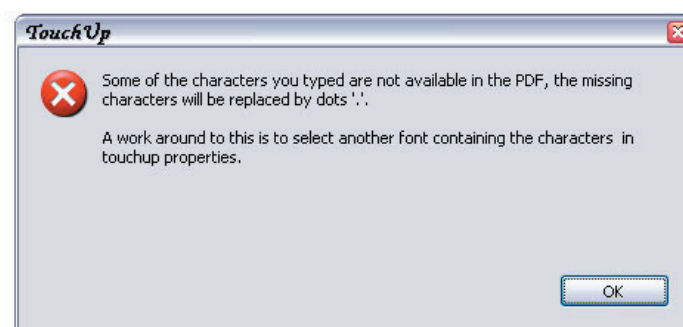 TouchUp
Some of the characters you typed are not available in the PDF, the missing
characters will be replaced by dots '.'.
A work around to this is to select another font containing the characters in
touchup properties.
OK